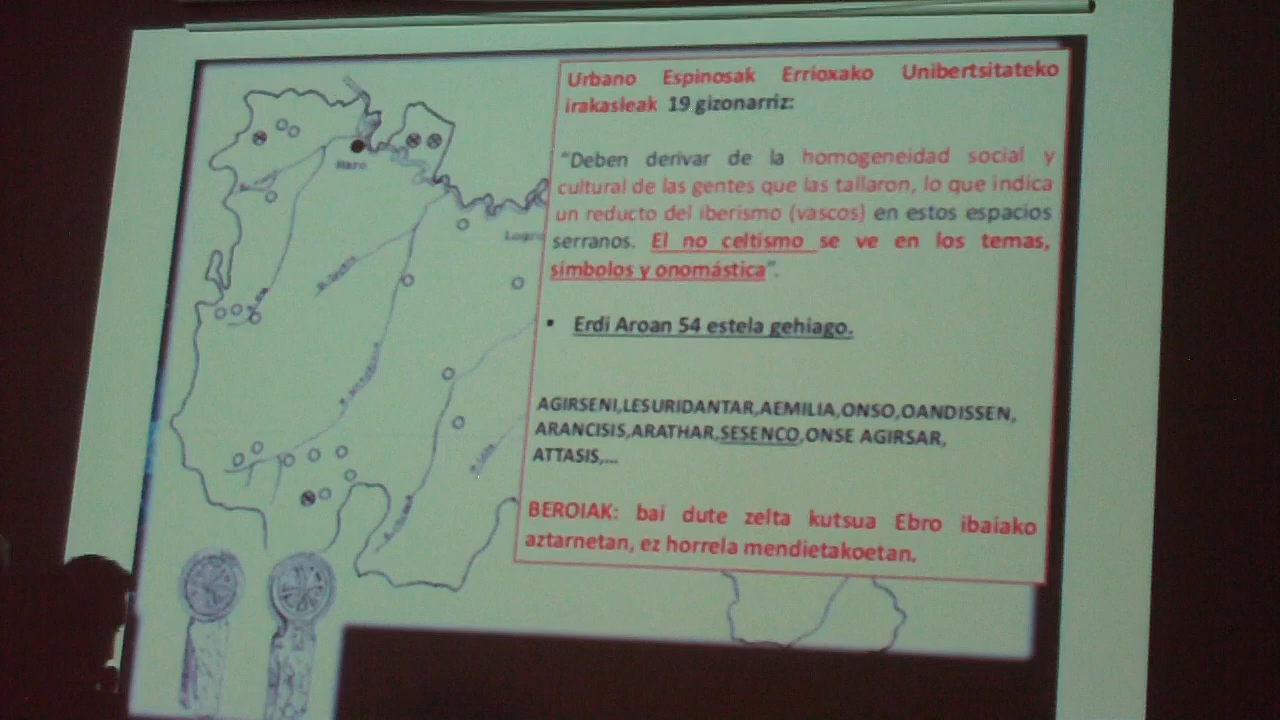 Urbano Espinosak Errioxako Unibertsitateko
irakasleak 19 gizonarriz:
"Deben derivar de la homogeneidad social y
cultural de las gentes que las tallaron, lo que indica
un reducto del iberismo (vascos) en estos espacios
serranos. El no celtismo se ve en los temas,
símbolos y onomástica".
• Erdi Aroan 54 estela gehiago.
AGIRSENI,LESURIDANTAR,AEMILIA,ONSO,OANDISSEN,
ARANCISIS,ARATHAR,SESENCO,ONSE AGIRSAR,
ATTASIS,...
BEROIAK: bai dute zelta kutsua Ebro ibaiako
aztarnetan, ez horrela mendietakoetan.
Haro